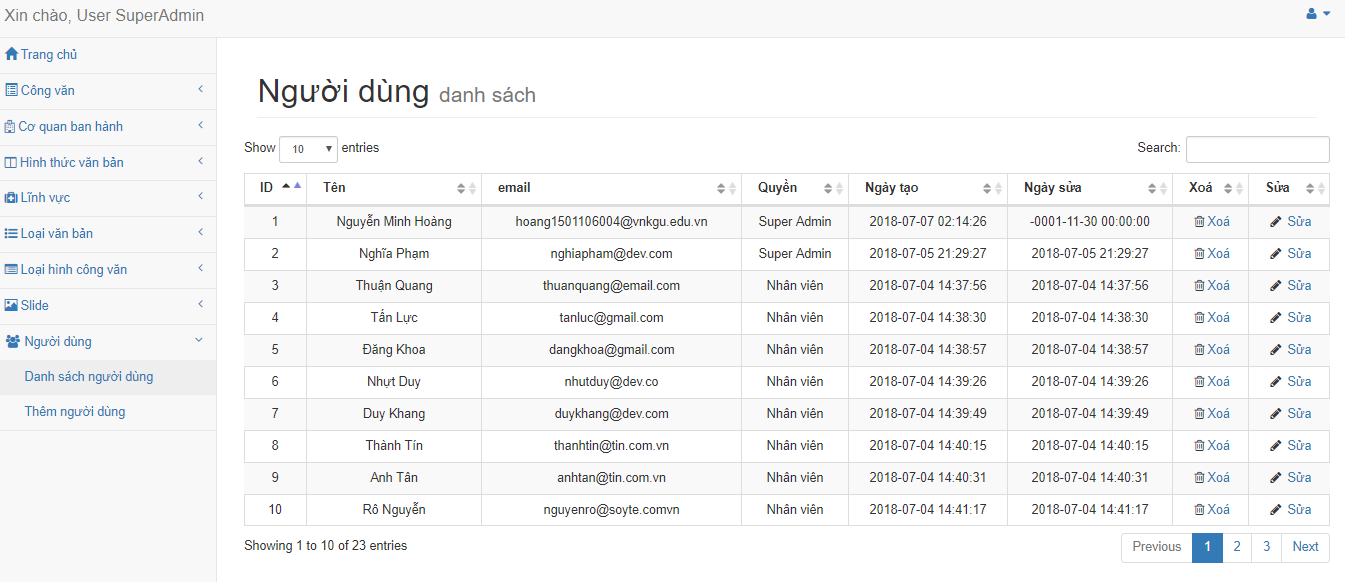 Xin chào, User SuperAdmin
Trang chủ
Công văn
Cơ quan ban hành
Hình thức văn bản
Lĩnh vực
Loại văn bản
Loại hình công văn
Slide
Người dùng
Danh sách người dùng
Thêm người dùng
Người dùng danh sách
Show 10 entries Search:
ID Tên email Quyền Ngày tạo Ngày sửa Xoá Sửa
1 Nguyễn Minh Hoàng hoang1501106004@vnkgu.edu.vn Super Admin 2018-07-07 02:14:26 -0001-11-30 00:00:00 Xoá Sửa
2 Nghĩa Phạm nghiapham@dev.com Super Admin 2018-07-05 21:29:27 2018-07-05 21:29:27 Xoá Sửa
3 Thuận Quang thuanquang@email.com Nhân viên 2018-07-04 14:37:56 2018-07-04 14:37:56 Xoá Sửa
4 Tấn Lực tanluc@gmail.com Nhân viên 2018-07-04 14:38:30 2018-07-04 14:38:30 Xoá Sửa
5 Đăng Khoa dangkhoa@gmail.com Nhân viên 2018-07-04 14:38:57 2018-07-04 14:38:57 Xoá Sửa
6 Nhựt Duy nhutduy@dev.co Nhân viên 2018-07-04 14:39:26 2018-07-04 14:39:26 Xoá Sửa
7 Duy Khang duykhang@dev.com Nhân viên 2018-07-04 14:39:49 2018-07-04 14:39:49 Xoá Sửa
8 Thành Tín thanhtin@tin.com.vn Nhân viên 2018-07-04 14:40:15 2018-07-04 14:40:15 Xoá Sửa
9 Anh Tân anhtan@tin.com.vn Nhân viên 2018-07-04 14:40:31 2018-07-04 14:40:31 Xoá Sửa
10 Rô Nguyễn nguyenro@soyte.comvn Nhân viên 2018-07-04 14:41:17 2018-07-04 14:41:17 Xoá Sửa
Showing 1 to 10 of 23 entries Previous 1 2 3 Next